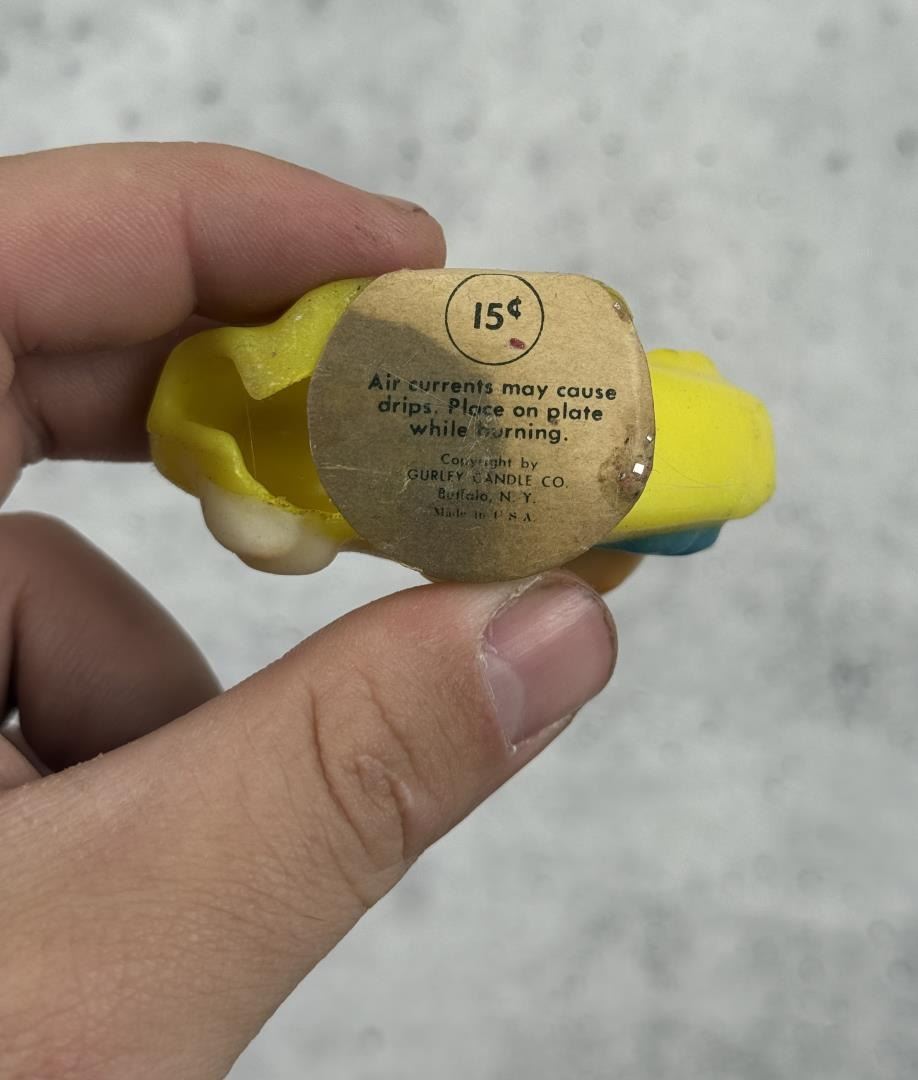 15¢
Air currents may cause
drips. Place on plate
while burning.
Copyright by
GURLEY CANDLE CO.
Buffalo, N. Y.
Made in U S A.